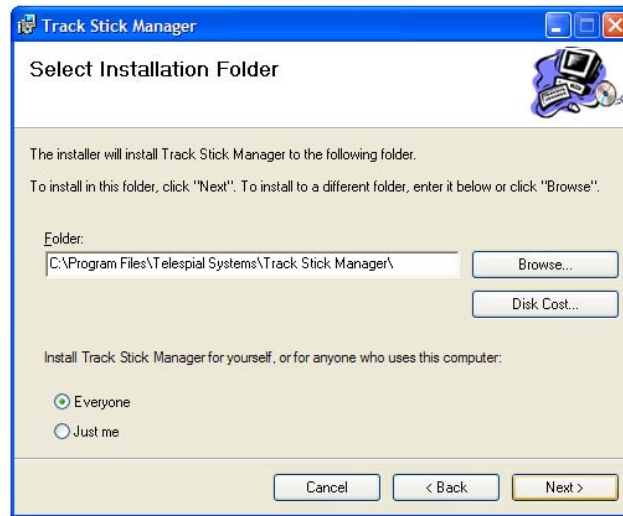 Track Stick Manager
Select Installation Folder
The installer will install Track Stick Manager to the following folder.
To install in this folder, click "Next". To install to a different folder, enter it below or click "Browse".
Folder:
C:\Program Files\Telespial Systems\Track Stick Manager\
Browse...
Disk Cost...
Install Track Stick Manager for yourself, or for anyone who uses this computer:
Everyone
Just me
Cancel
< Back
Next >